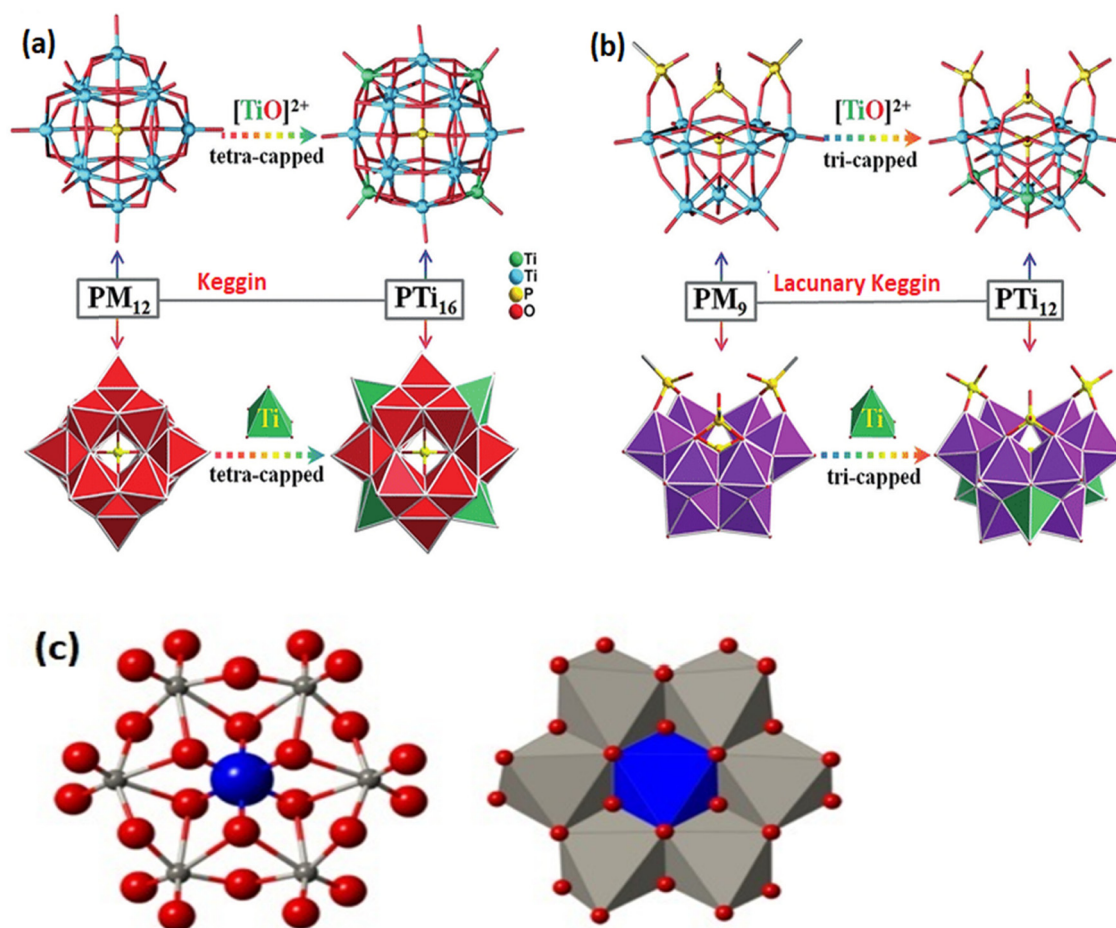 (a)
[TiO]²⁺
tetra-capped
PM₁₂
Keggin
PTi₁₆
Ti
Ti
P
O
Ti
tetra-capped
(b)
[TiO]²⁺
tri-capped
PM₉
Lacunary Keggin
PTi₁₂
Ti
tri-capped
(c)